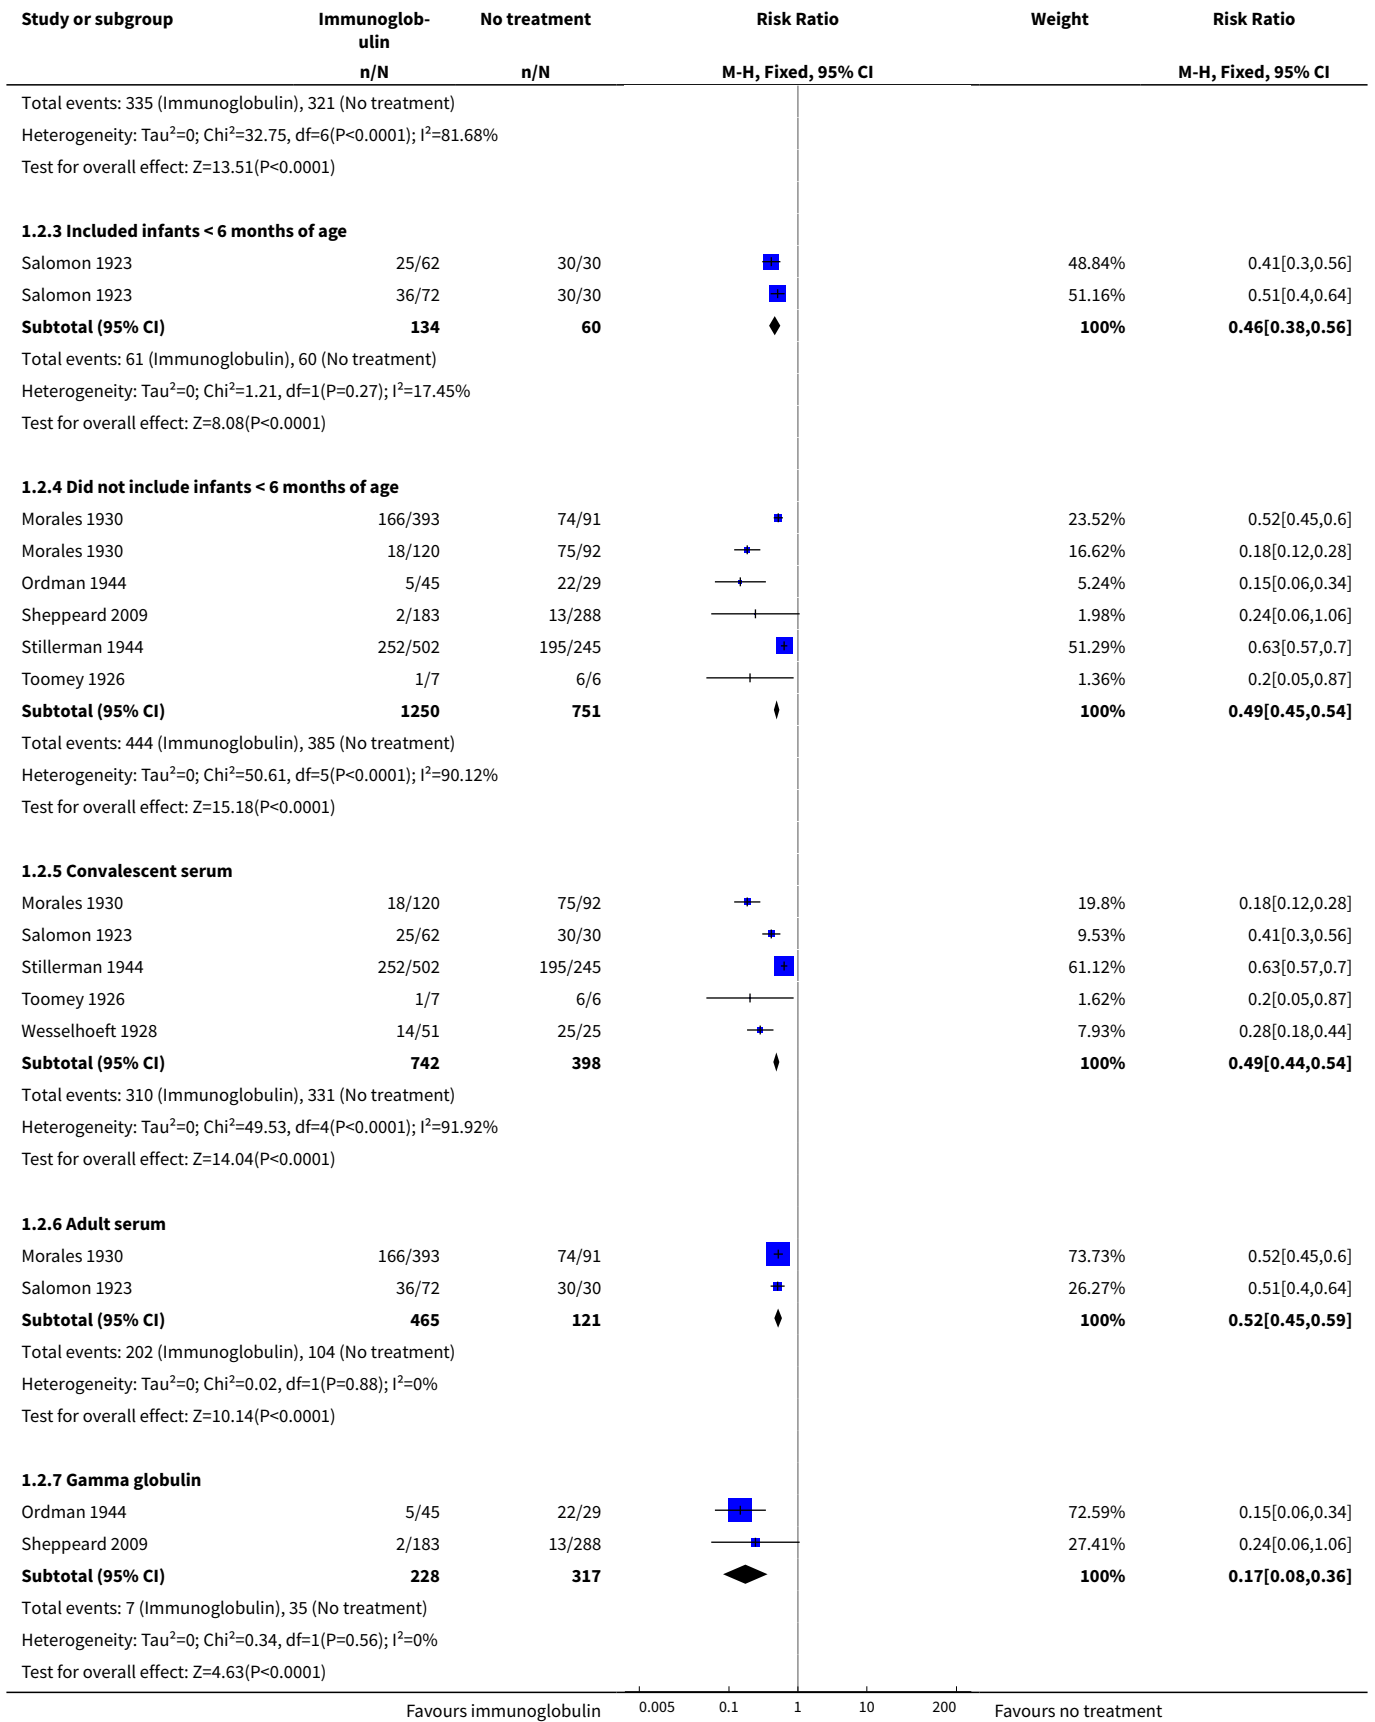 Study or subgroup Immunoglob- No treatment Risk Ratio Weight Risk Ratio
ulin
n/N n/N M-H, Fixed, 95% CI M-H, Fixed, 95% CI
Total events: 335 (Immunoglobulin), 321 (No treatment)
Heterogeneity: Tau²=0; Chi²=32.75, df=6(P<0.0001); I²=81.68%
Test for overall effect: Z=13.51(P<0.0001)
1.2.3 Included infants < 6 months of age
Salomon 1923 25/62 30/30 48.84% 0.41[0.3,0.56]
Salomon 1923 36/72 30/30 51.16% 0.51[0.4,0.64]
Subtotal (95% CI) 134 60 100% 0.46[0.38,0.56]
Total events: 61 (Immunoglobulin), 60 (No treatment)
Heterogeneity: Tau²=0; Chi²=1.21, df=1(P=0.27); I²=17.45%
Test for overall effect: Z=8.08(P<0.0001)
1.2.4 Did not include infants < 6 months of age
Morales 1930 166/393 74/91 23.52% 0.52[0.45,0.6]
Morales 1930 18/120 75/92 16.62% 0.18[0.12,0.28]
Ordman 1944 5/45 22/29 5.24% 0.15[0.06,0.34]
Sheppeard 2009 2/183 13/288 1.98% 0.24[0.06,1.06]
Stillerman 1944 252/502 195/245 51.29% 0.63[0.57,0.7]
Toomey 1926 1/7 6/6 1.36% 0.2[0.05,0.87]
Subtotal (95% CI) 1250 751 100% 0.49[0.45,0.54]
Total events: 444 (Immunoglobulin), 385 (No treatment)
Heterogeneity: Tau²=0; Chi²=50.61, df=5(P<0.0001); I²=90.12%
Test for overall effect: Z=15.18(P<0.0001)
1.2.5 Convalescent serum
Morales 1930 18/120 75/92 19.8% 0.18[0.12,0.28]
Salomon 1923 25/62 30/30 9.53% 0.41[0.3,0.56]
Stillerman 1944 252/502 195/245 61.12% 0.63[0.57,0.7]
Toomey 1926 1/7 6/6 1.62% 0.2[0.05,0.87]
Wesselhoeft 1928 14/51 25/25 7.93% 0.28[0.18,0.44]
Subtotal (95% CI) 742 398 100% 0.49[0.44,0.54]
Total events: 310 (Immunoglobulin), 331 (No treatment)
Heterogeneity: Tau²=0; Chi²=49.53, df=4(P<0.0001); I²=91.92%
Test for overall effect: Z=14.04(P<0.0001)
1.2.6 Adult serum
Morales 1930 166/393 74/91 73.73% 0.52[0.45,0.6]
Salomon 1923 36/72 30/30 26.27% 0.51[0.4,0.64]
Subtotal (95% CI) 465 121 100% 0.52[0.45,0.59]
Total events: 202 (Immunoglobulin), 104 (No treatment)
Heterogeneity: Tau²=0; Chi²=0.02, df=1(P=0.88); I²=0%
Test for overall effect: Z=10.14(P<0.0001)
1.2.7 Gamma globulin
Ordman 1944 5/45 22/29 72.59% 0.15[0.06,0.34]
Sheppeard 2009 2/183 13/288 27.41% 0.24[0.06,1.06]
Subtotal (95% CI) 228 317 100% 0.17[0.08,0.36]
Total events: 7 (Immunoglobulin), 35 (No treatment)
Heterogeneity: Tau²=0; Chi²=0.34, df=1(P=0.56); I²=0%
Test for overall effect: Z=4.63(P<0.0001)
Favours immunoglobulin 0.005 0.1 1 10 200 Favours no treatment